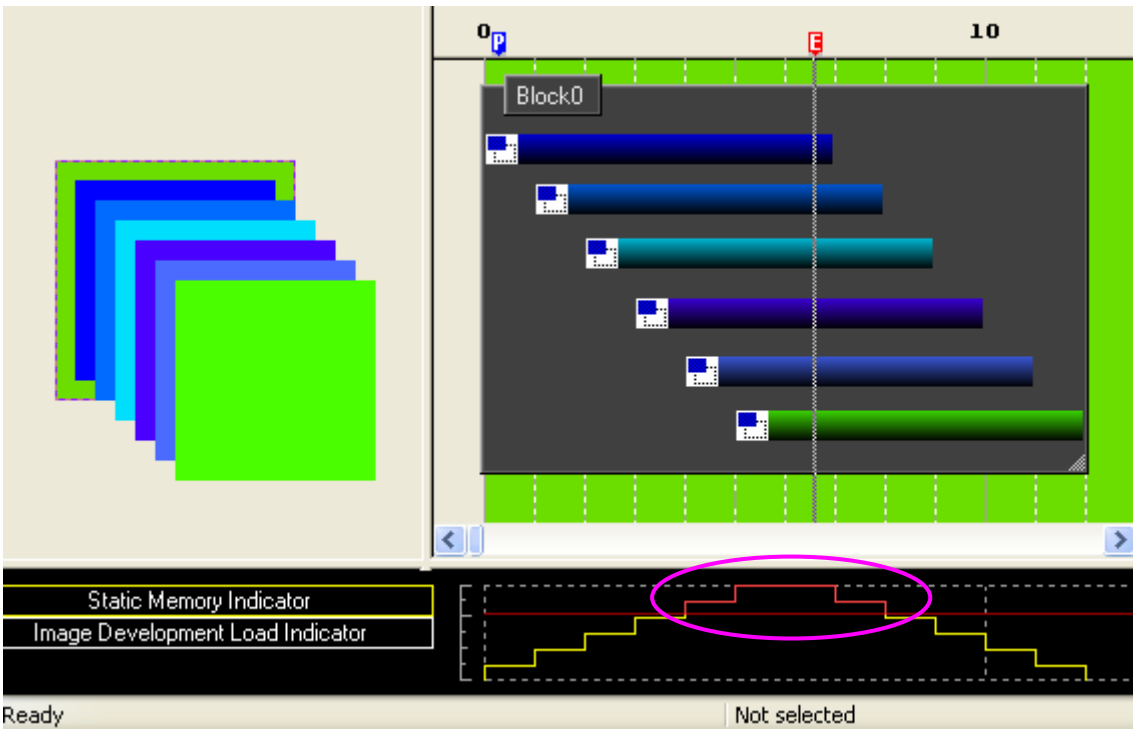 0 10
P E
Block0
Static Memory Indicator
Image Development Load Indicator
Ready Not selected